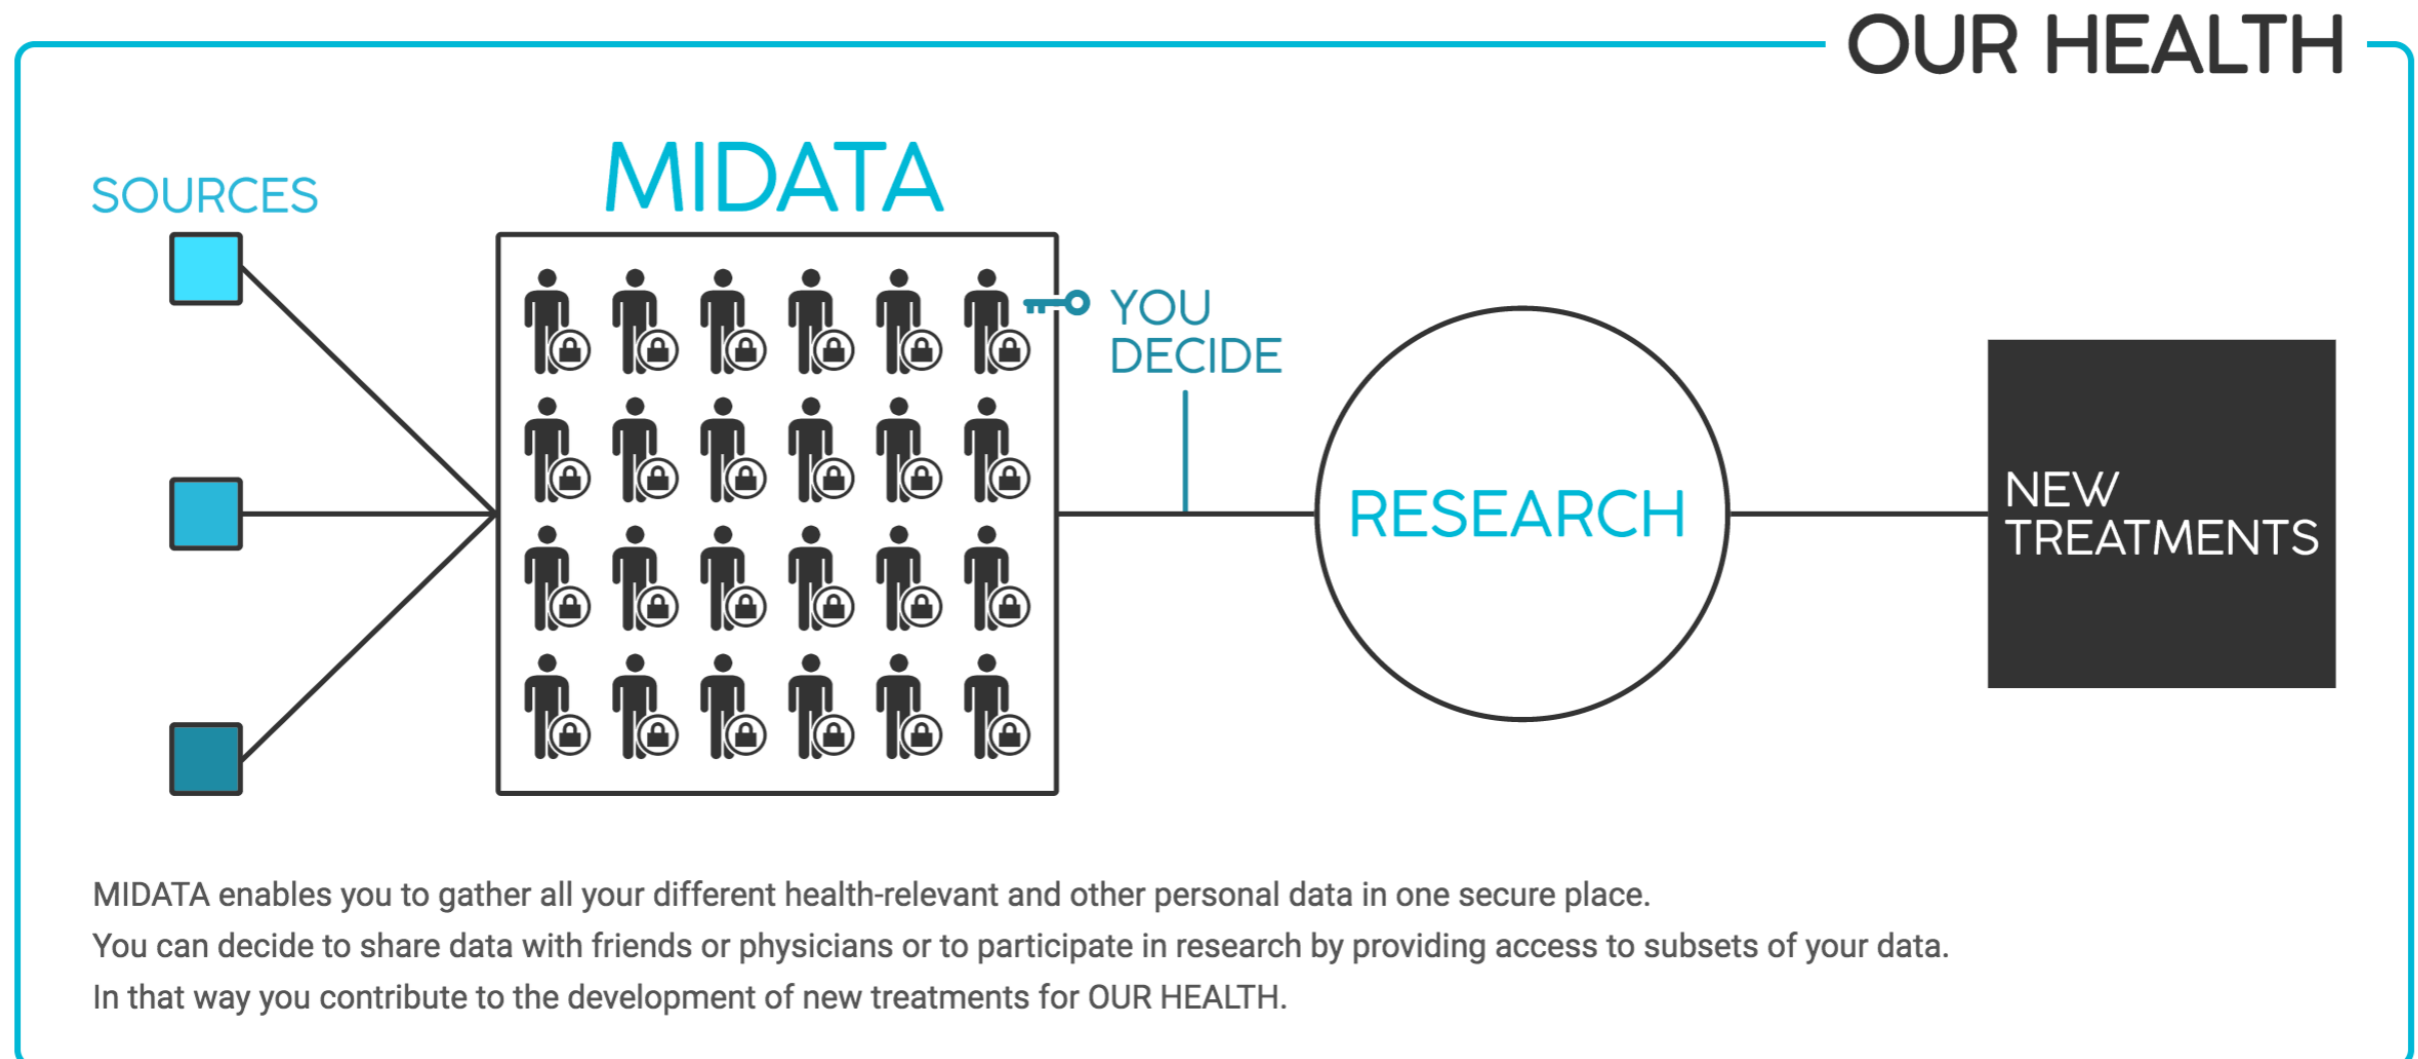 OUR HEALTH
SOURCES
MIDATA
YOU
DECIDE
RESEARCH
NEW
TREATMENTS
MIDATA enables you to gather all your different health-relevant and other personal data in one secure place.
You can decide to share data with friends or physicians or to participate in research by providing access to subsets of your data.
In that way you contribute to the development of new treatments for OUR HEALTH.